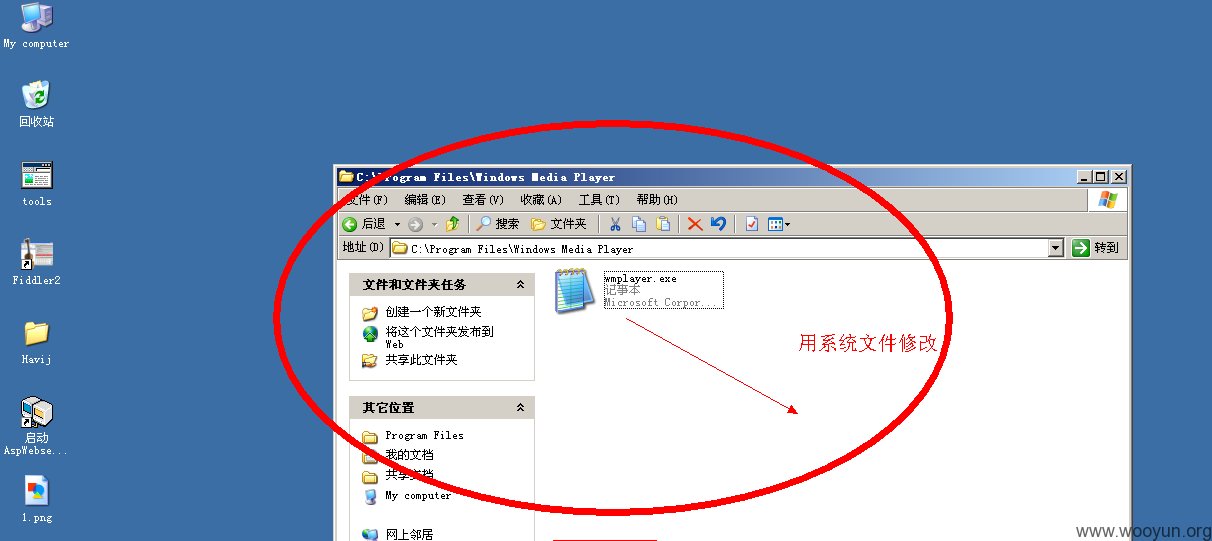 My computer
回收站
tools
Fiddler2
Havij
启动
AspWebse...
1.png
C:\Program Files\Windows Media Player
文件(F) 编辑(E) 查看(V) 收藏(A) 工具(T) 帮助(H)
后退 搜索 文件夹
地址(D) C:\Program Files\Windows Media Player 转到
文件和文件夹任务
创建一个新文件夹
将这个文件夹发布到
Web
共享此文件夹
其它位置
Program Files
我的文档
共享文档
My computer
网上邻居
wmplayer.exe
记事本
Microsoft Corpor...
用系统文件修改
www.wooyun.org